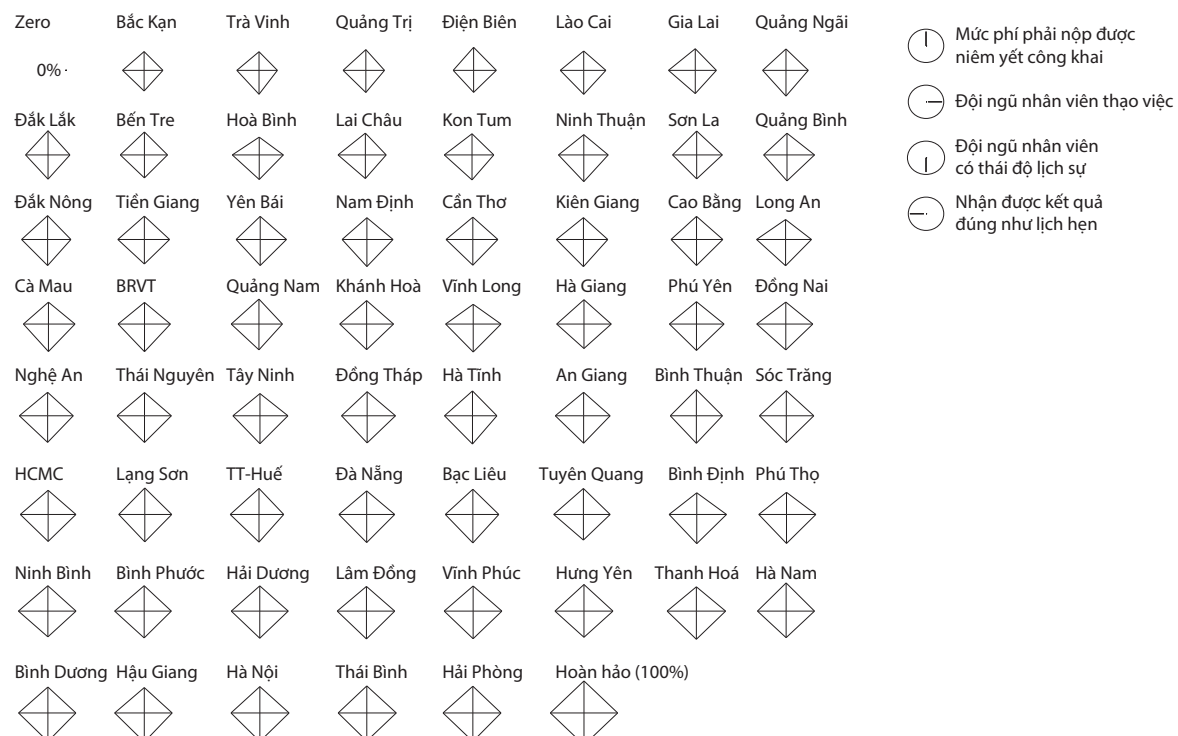 Zero Bắc Kạn Trà Vinh Quảng Trị Điện Biên Lào Cai Gia Lai Quảng Ngãi
0%
Đắk Lắk Bến Tre Hoà Bình Lai Châu Kon Tum Ninh Thuận Sơn La Quảng Bình
Đắk Nông Tiền Giang Yên Bái Nam Định Cần Thơ Kiên Giang Cao Bằng Long An
Cà Mau BRVT Quảng Nam Khánh Hoà Vĩnh Long Hà Giang Phú Yên Đồng Nai
Nghệ An Thái Nguyên Tây Ninh Đồng Tháp Hà Tĩnh An Giang Bình Thuận Sóc Trăng
HCMC Lạng Sơn TT-Huế Đà Nẵng Bạc Liêu Tuyên Quang Bình Định Phú Thọ
Ninh Bình Bình Phước Hải Dương Lâm Đồng Vĩnh Phúc Hưng Yên Thanh Hoá Hà Nam
Bình Dương Hậu Giang Hà Nội Thái Bình Hải Phòng Hoàn hảo (100%)
Mức phí phải nộp được
niêm yết công khai
Đội ngũ nhân viên thạo việc
Đội ngũ nhân viên
có thái độ lịch sự
Nhận được kết quả
đúng như lịch hẹn